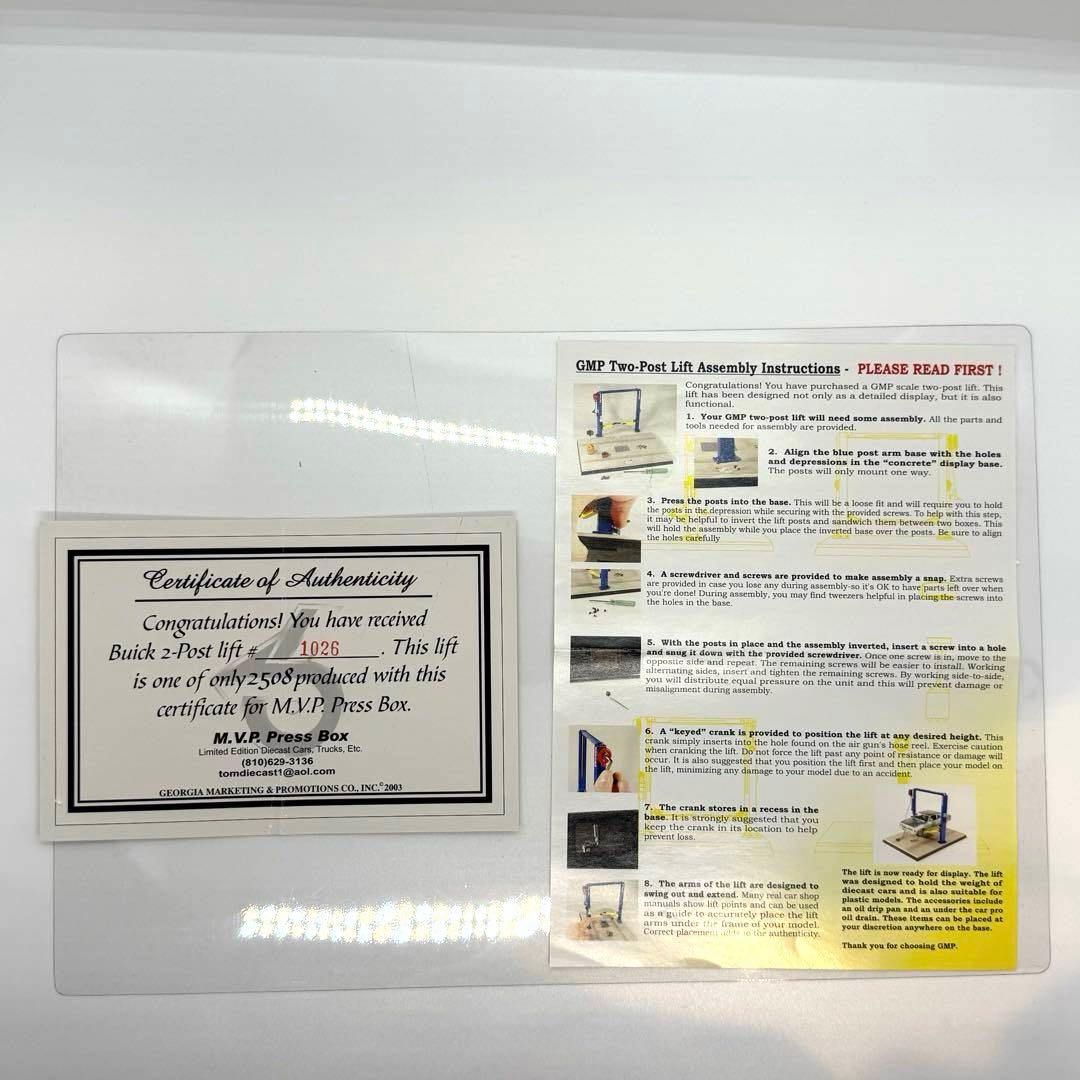 Certificate of Authenticity
Congratulations! You have received
Buick 2-Post lift # 1026 . This lift
is one of only 2508 produced with this
certificate for M.V.P. Press Box.
M.V.P. Press Box
Limited Edition Diecast Cars, Trucks, Etc.
(810)629-3136
tomdiecast1@aol.com
GEORGIA MARKETING & PROMOTIONS CO., INC.© 2003
GMP Two-Post Lift Assembly Instructions - PLEASE READ FIRST !
Congratulations! You have purchased a GMP scale two-post lift. This
lift has been designed not only as a detailed display, but it is also
functional.
1. Your GMP two-post lift will need some assembly. All the parts and
tools needed for assembly are provided.
2. Align the blue post arm base with the holes
and depressions in the “concrete” display base.
The posts will only mount one way.
3. Press the posts into the base. This will be a loose fit and will require you to hold
the posts in the depression while securing with the provided screws. To help with this step,
it may be helpful to invert the lift posts and sandwich them between two boxes. This
will hold the assembly while you place the inverted base over the posts. Be sure to align
the holes carefully
4. A screwdriver and screws are provided to make assembly a snap. Extra screws
are provided in case you lose any during assembly-so it's OK to have parts left over when
you're done! During assembly, you may find tweezers helpful in placing the screws into
the holes in the base.
5. With the posts in place and the assembly inverted, insert a screw into a hole
and snug it down with the provided screwdriver. Once one screw is in, move to the
opposite side and repeat. The remaining screws will be easier to install. Working
alternating sides, insert and tighten the remaining screws. By working side-to-side,
you will distribute equal pressure on the unit and this will prevent damage or
misalignment during assembly.
6. A “keyed” crank is provided to position the lift at any desired height. This
crank simply inserts into the hole found on the air gun's hose reel. Exercise caution
when cranking the lift. Do not force the lift past any point of resistance or damage will
occur. It is also suggested that you position the lift first and then place your model on
the lift, minimizing any damage to your model due to an accident.
7. The crank stores in a recess in the
base. It is strongly suggested that you
keep the crank in its location to help
prevent loss.
8. The arms of the lift are designed to
swing out and extend. Many real car shop
manuals show lift points and can be used
as a guide to accurately place the lift
arms under the frame of your model.
Correct placement adds to the authenticity.
The lift is now ready for display. The lift
was designed to hold the weight of
diecast cars and is also suitable for
plastic models. The accessories include
an oil drip pan and an under the car pro
oil drain. These items can be placed at
your discretion anywhere on the base.
Thank you for choosing GMP.